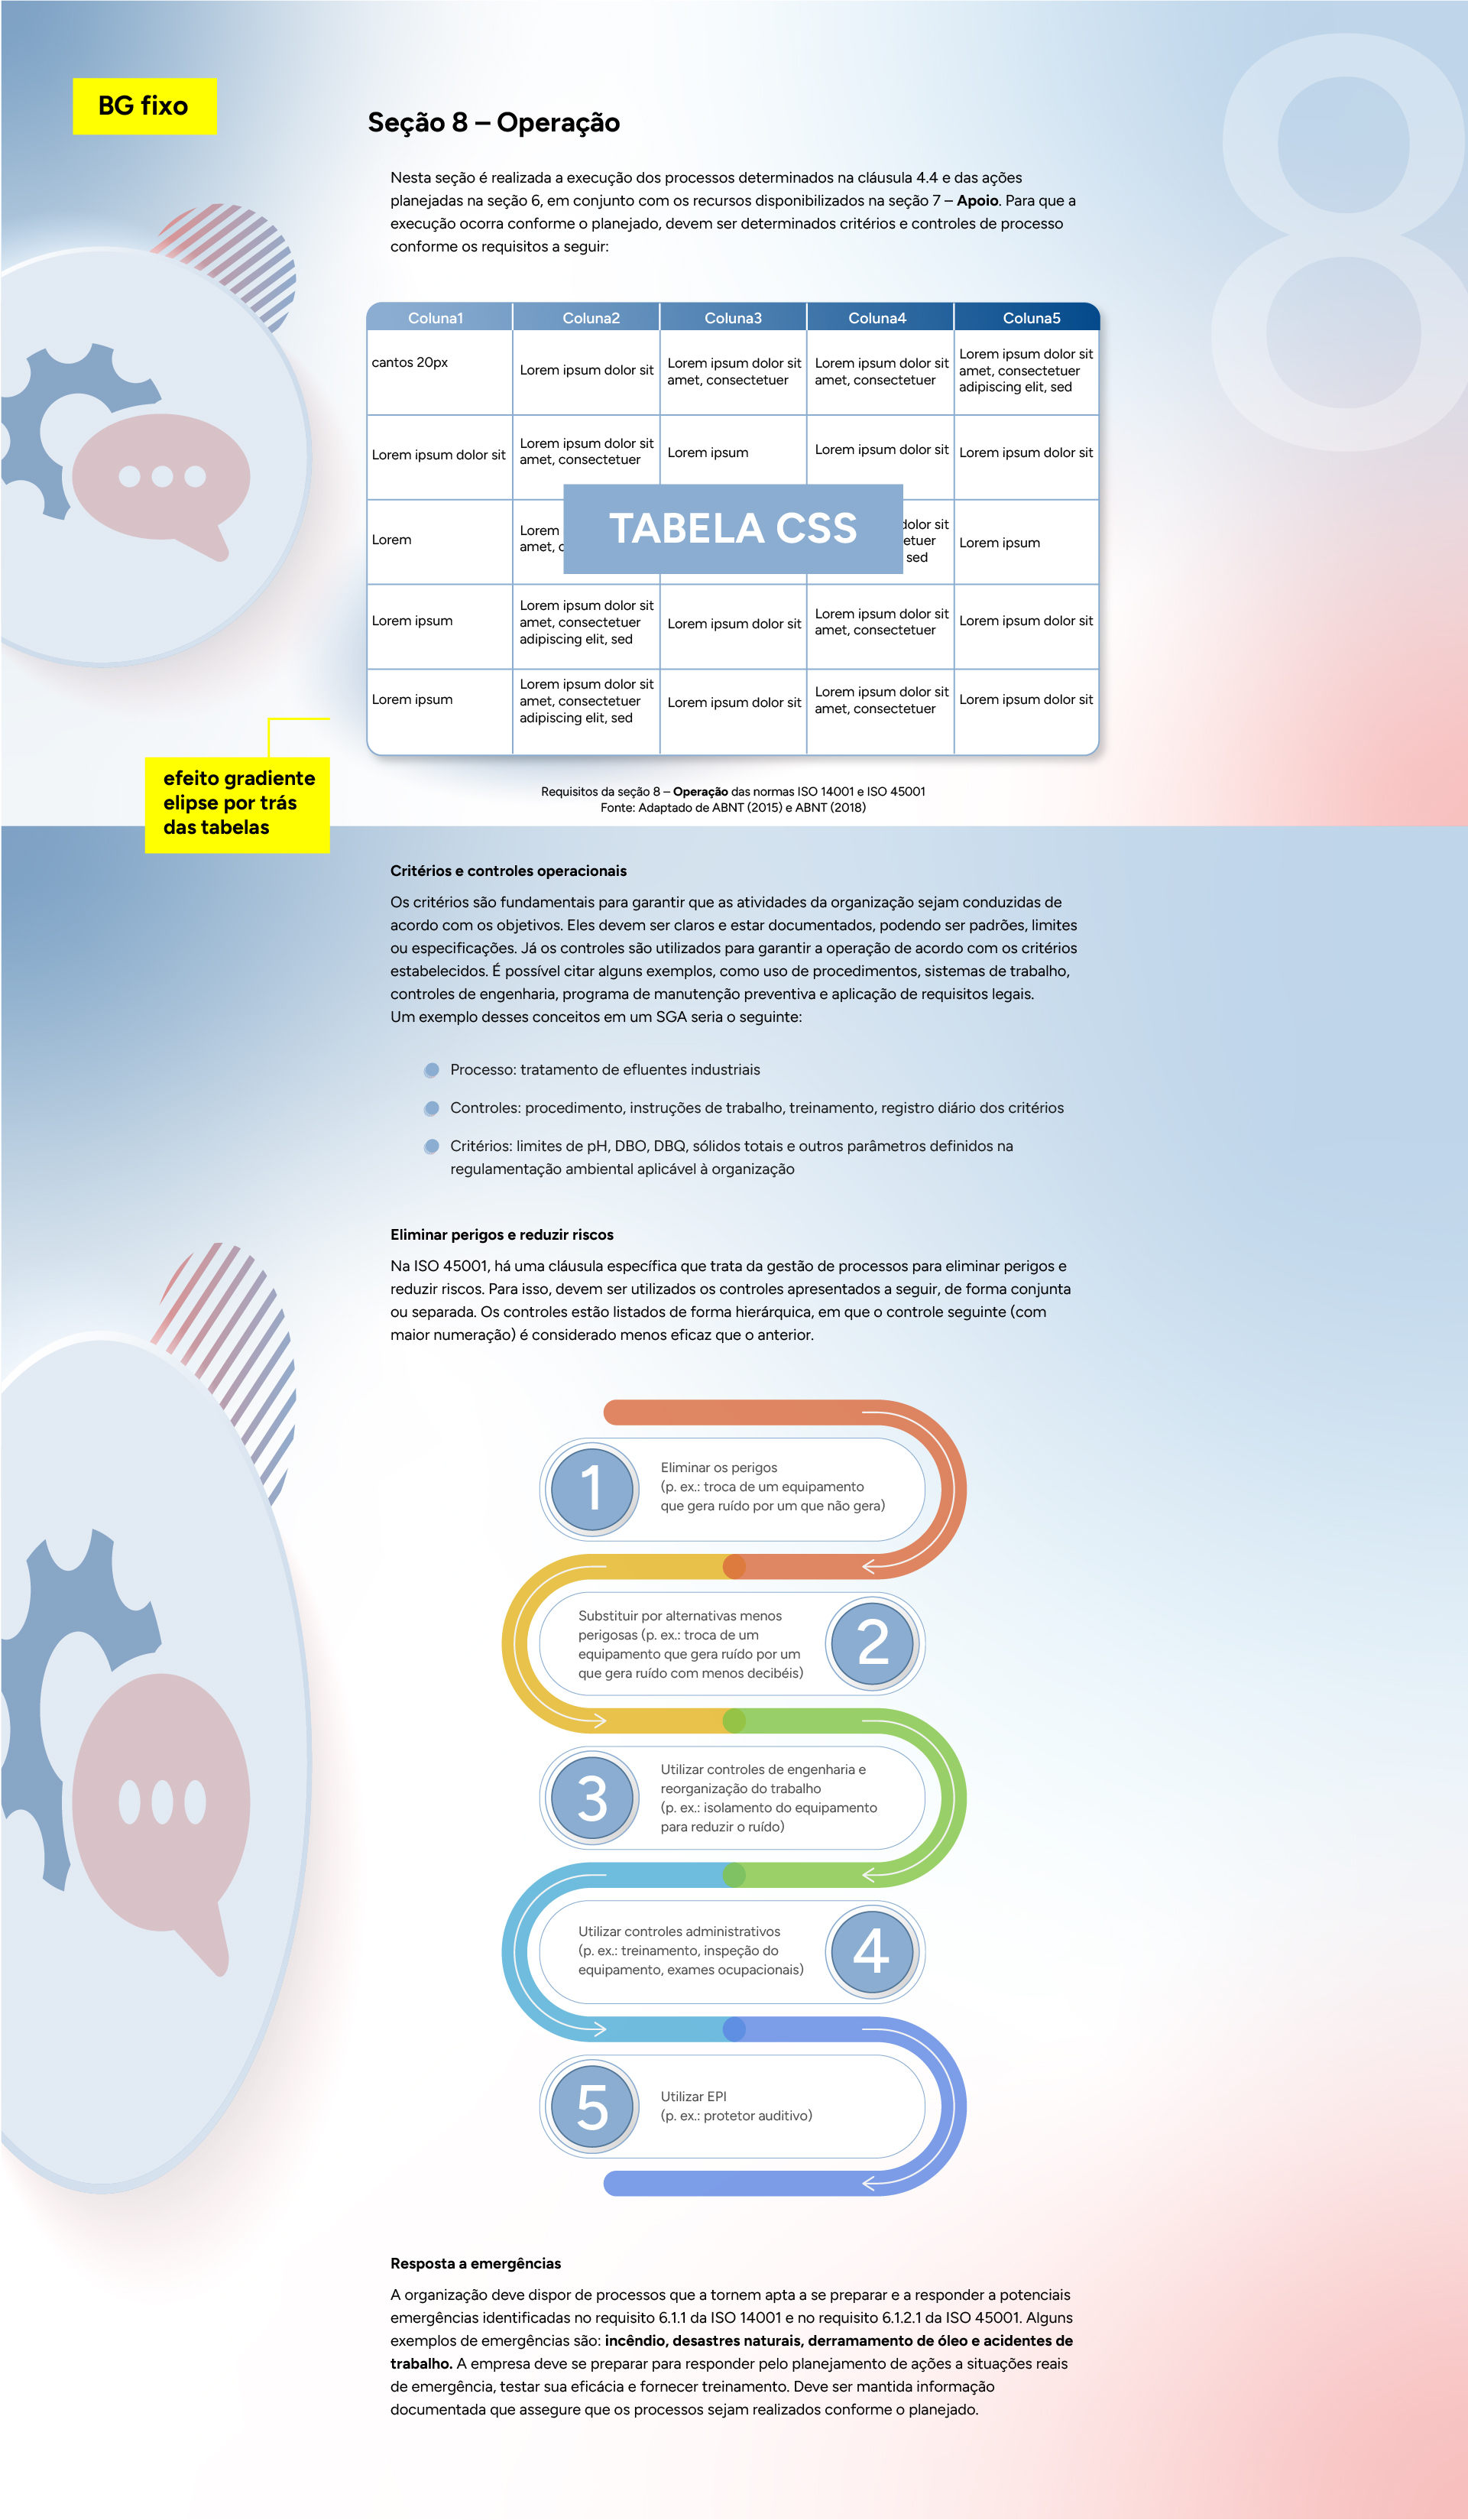 BG fixo
8
Seção 8 – Operação
Nesta seção é realizada a execução dos processos determinados na cláusula 4.4 e das ações
planejadas na seção 6, em conjunto com os recursos disponibilizados na seção 7 – Apoio. Para que a
execução ocorra conforme o planejado, devem ser determinados critérios e controles de processo
conforme os requisitos a seguir:
Coluna1 Coluna2 Coluna3 Coluna4 Coluna5
cantos 20px
Lorem ipsum dolor sit
Lorem ipsum dolor sit
amet, consectetuer
Lorem ipsum dolor sit
amet, consectetuer
Lorem ipsum dolor sit
amet, consectetuer
adipiscing elit, sed
Lorem ipsum dolor sit
Lorem ipsum dolor sit
amet, consectetuer
Lorem ipsum
Lorem ipsum dolor sit
Lorem ipsum dolor sit
Lorem
Lorem
amet, c
TABELA CSS
dolor sit
etuer
sed
Lorem ipsum
Lorem ipsum
Lorem ipsum dolor sit
amet, consectetuer
adipiscing elit, sed
Lorem ipsum dolor sit
Lorem ipsum dolor sit
amet, consectetuer
Lorem ipsum dolor sit
Lorem ipsum
Lorem ipsum dolor sit
amet, consectetuer
adipiscing elit, sed
Lorem ipsum dolor sit
Lorem ipsum dolor sit
amet, consectetuer
Lorem ipsum dolor sit
efeito gradiente
elipse por trás
das tabelas
Requisitos da seção 8 – Operação das normas ISO 14001 e ISO 45001
Fonte: Adaptado de ABNT (2015) e ABNT (2018)
Critérios e controles operacionais
Os critérios são fundamentais para garantir que as atividades da organização sejam conduzidas de
acordo com os objetivos. Eles devem ser claros e estar documentados, podendo ser padrões, limites
ou especificações. Já os controles são utilizados para garantir a operação de acordo com os critérios
estabelecidos. É possível citar alguns exemplos, como uso de procedimentos, sistemas de trabalho,
controles de engenharia, programa de manutenção preventiva e aplicação de requisitos legais.
Um exemplo desses conceitos em um SGA seria o seguinte:
Processo: tratamento de efluentes industriais
Controles: procedimento, instruções de trabalho, treinamento, registro diário dos critérios
Critérios: limites de pH, DBO, DBQ, sólidos totais e outros parâmetros definidos na
regulamentação ambiental aplicável à organização
Eliminar perigos e reduzir riscos
Na ISO 45001, há uma cláusula específica que trata da gestão de processos para eliminar perigos e
reduzir riscos. Para isso, devem ser utilizados os controles apresentados a seguir, de forma conjunta
ou separada. Os controles estão listados de forma hierárquica, em que o controle seguinte (com
maior numeração) é considerado menos eficaz que o anterior.
1
Eliminar os perigos
(p. ex.: troca de um equipamento
que gera ruído por um que não gera)
Substituir por alternativas menos
perigosas (p. ex.: troca de um
equipamento que gera ruído por um
que gera ruído com menos decibéis)
2
3
Utilizar controles de engenharia e
reorganização do trabalho
(p. ex.: isolamento do equipamento
para reduzir o ruído)
Utilizar controles administrativos
(p. ex.: treinamento, inspeção do
equipamento, exames ocupacionais)
4
5
Utilizar EPI
(p. ex.: protetor auditivo)
Resposta a emergências
A organização deve dispor de processos que a tornem apta a se preparar e a responder a potenciais
emergências identificadas no requisito 6.1.1 da ISO 14001 e no requisito 6.1.2.1 da ISO 45001. Alguns
exemplos de emergências são: incêndio, desastres naturais, derramamento de óleo e acidentes de
trabalho. A empresa deve se preparar para responder pelo planejamento de ações a situações reais
de emergência, testar sua eficácia e fornecer treinamento. Deve ser mantida informação
documentada que assegure que os processos sejam realizados conforme o planejado.